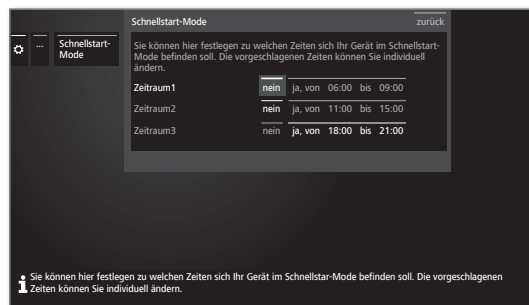 Schnellstart-Mode
zurück
...
Schnellstart-
Mode
Sie können hier festlegen zu welchen Zeiten sich Ihr Gerät im Schnellstart-
Mode befinden soll. Die vorgeschlagenen Zeiten können Sie individuell
ändern.
Zeitraum1 nein ja, von 06:00 bis 09:00
Zeitraum2 nein ja, von 11:00 bis 15:00
Zeitraum3 nein ja, von 18:00 bis 21:00
Sie können hier festlegen zu welchen Zeiten sich Ihr Gerät im Schnellstar-Mode befinden soll. Die vorgeschlagenen
Zeiten können Sie individuell ändern.